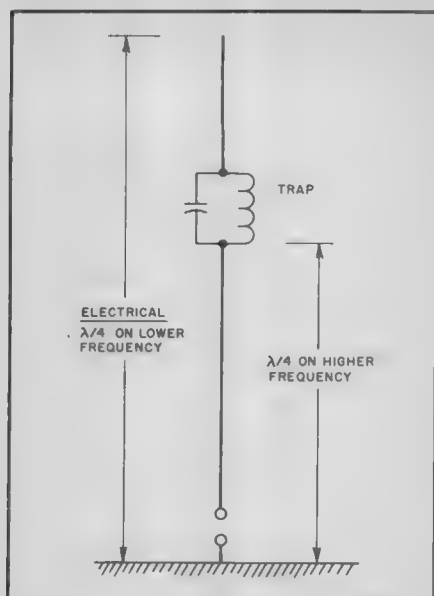 TRAP
ELECTRICAL
λ/4 ON LOWER
FREQUENCY
λ/4 ON HIGHER
FREQUENCY